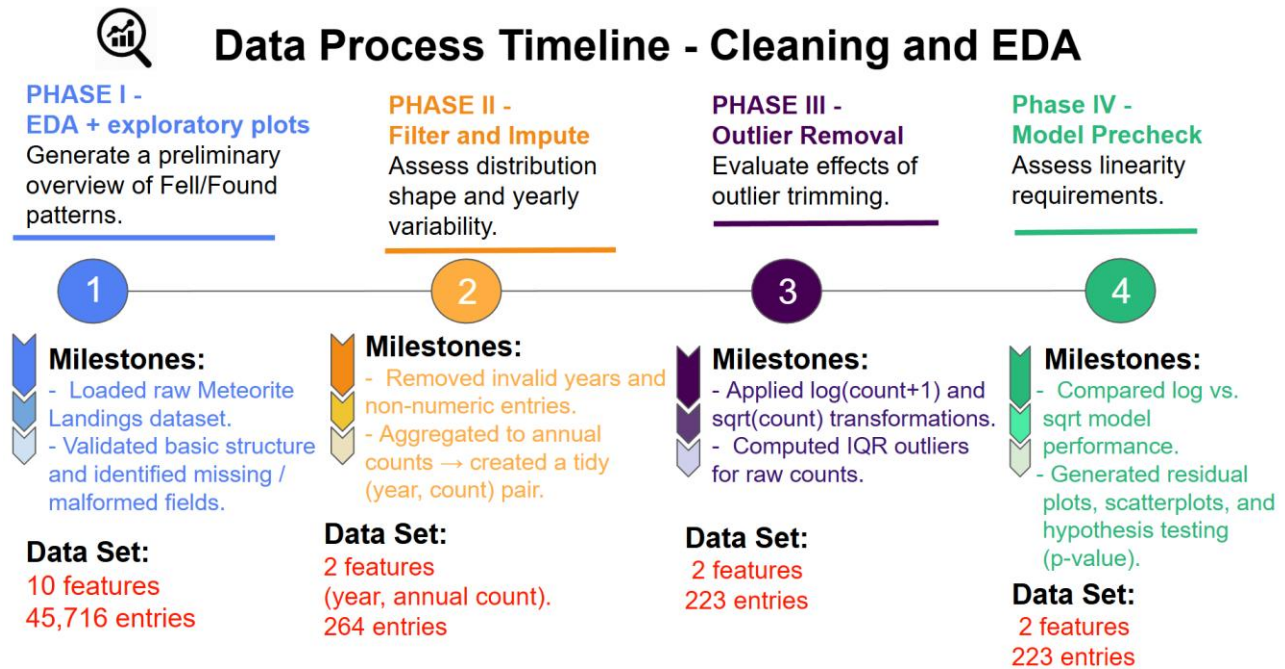 Data Process Timeline - Cleaning and EDA
PHASE I -
EDA + exploratory plots
Generate a preliminary
overview of Fell/Found
patterns.
PHASE II -
Filter and Impute
Assess distribution
shape and yearly
variability.
PHASE III -
Outlier Removal
Evaluate effects of
outlier trimming.
Phase IV -
Model Precheck
Assess linearity
requirements.
1
2
3
4
Milestones:
- Loaded raw Meteorite
Landings dataset.
- Validated basic structure
and identified missing /
malformed fields.
Data Set:
10 features
45,716 entries
Milestones:
- Removed invalid years and
non-numeric entries.
- Aggregated to annual
counts → created a tidy
(year, count) pair.
Data Set:
2 features
(year, annual count).
264 entries
Milestones:
- Applied log(count+1) and
sqrt(count) transformations.
- Computed IQR outliers
for raw counts.
Data Set:
2 features
223 entries
Milestones:
- Compared log vs.
sqrt model
performance.
- Generated residual
plots, scatterplots, and
hypothesis testing
(p-value).
Data Set:
2 features
223 entries